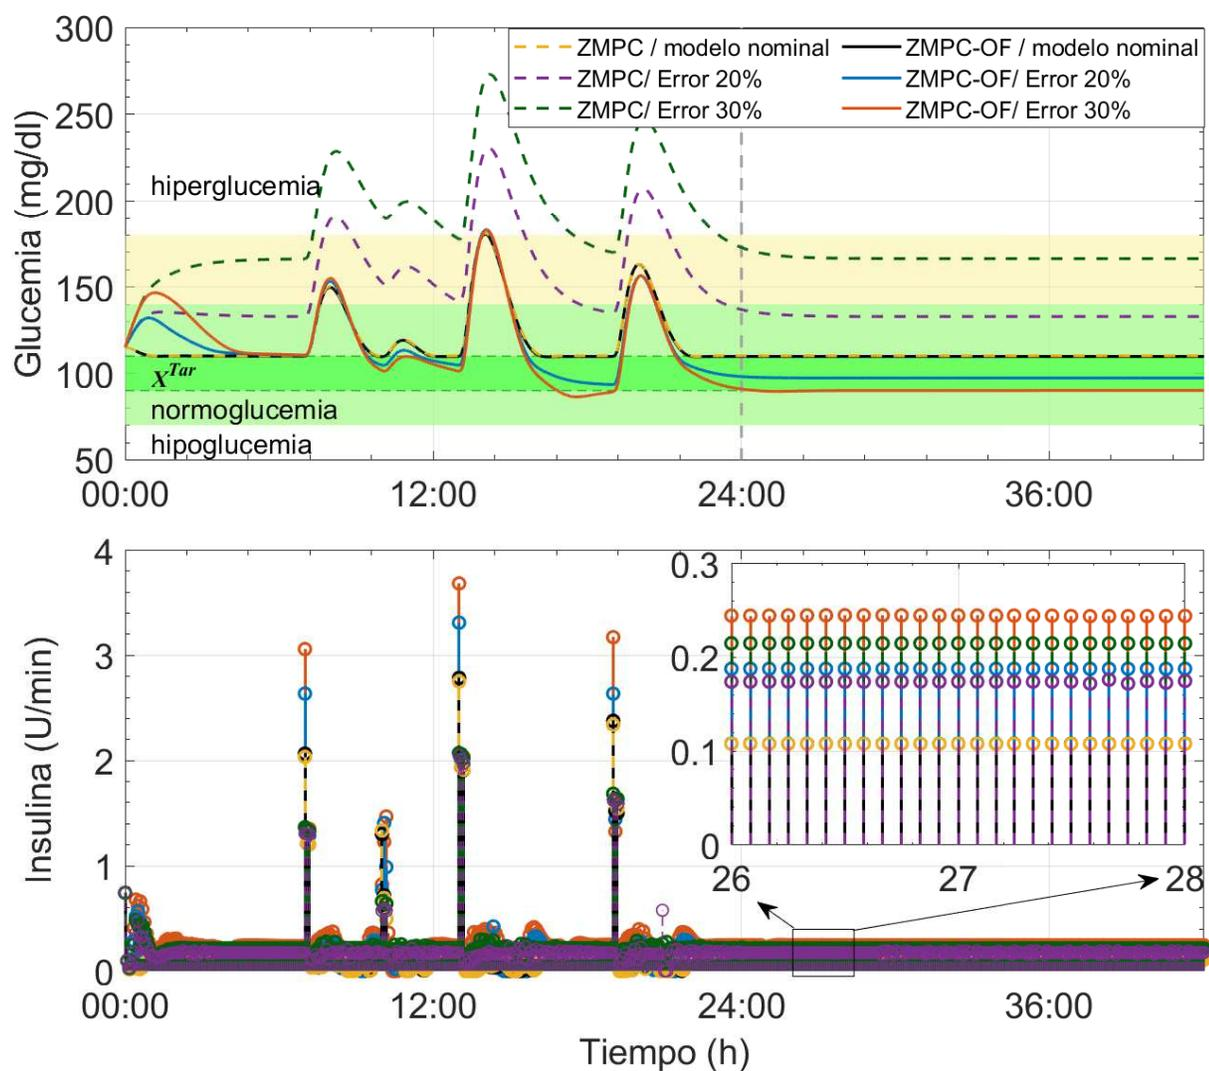 300
250
200
150
100
50
Glucemia (mg/dl)
ZMPC / modelo nominal
ZMPC/ Error 20%
ZMPC/ Error 30%
ZMPC-OF / modelo nominal
ZMPC-OF/ Error 20%
ZMPC-OF/ Error 30%
hiperglucemia
X^Tar
normoglucemia
hipoglucemia
00:00 12:00 24:00 36:00
4
3
2
1
0
Insulina (U/min)
0.3
0.2
0.1
0
26 27 28
00:00 12:00 24:00 36:00
Tiempo (h)